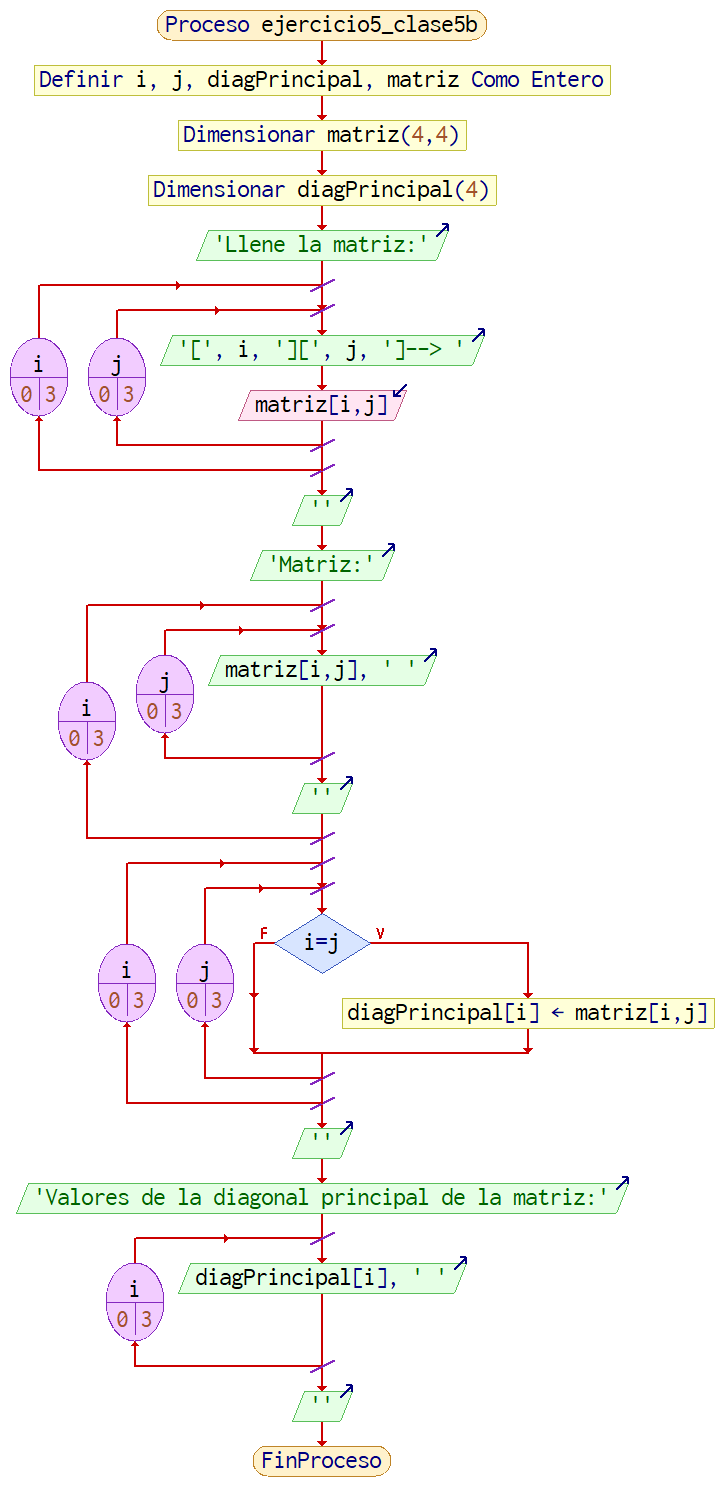 Proceso ejercicio5_clase5b
Definir i, j, diagPrincipal, matriz Como Entero
Dimensionar matriz(4,4)
Dimensionar diagPrincipal(4)
'Llene la matriz:'
'[', i, '][', j, ']--> '
i
0 3
j
0 3
matriz[i,j]
''
'Matriz:'
matriz[i,j], ' '
j
0 3
i
0 3
''
i=j
F
V
i
0 3
j
0 3
diagPrincipal[i] ← matriz[i,j]
''
'Valores de la diagonal principal de la matriz:'
diagPrincipal[i], ' '
i
0 3
''
FinProceso